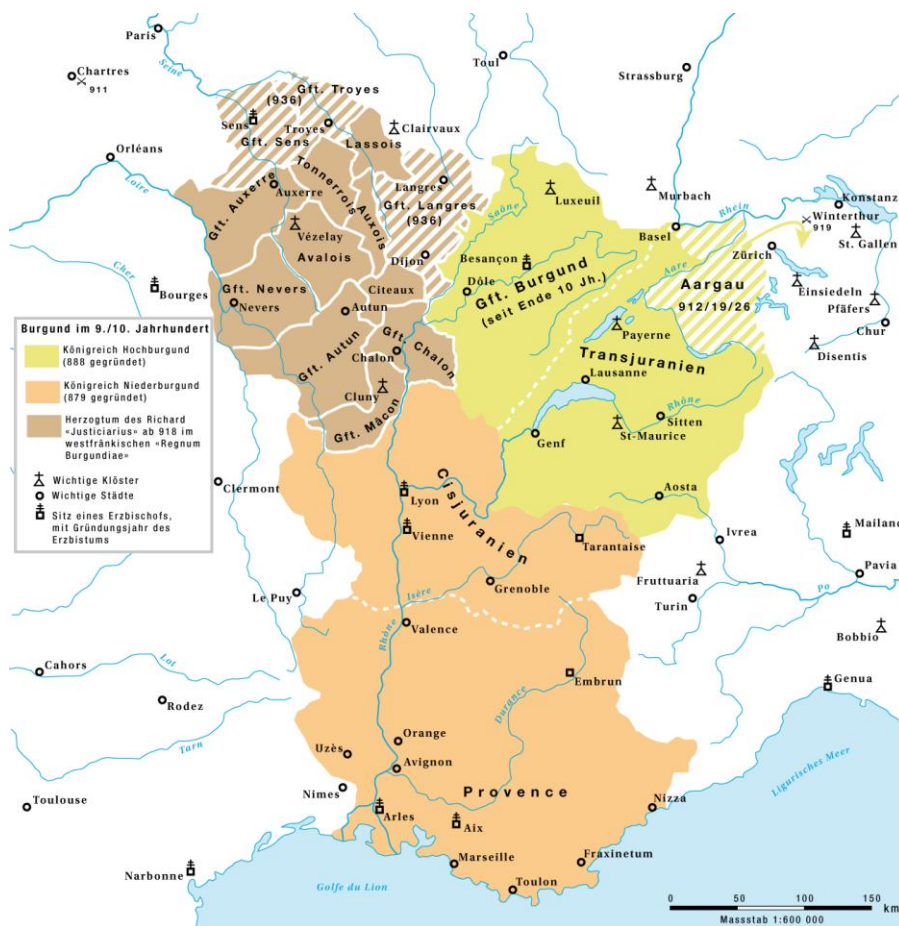 Paris
Seine
Chartres
911
Toul
Strassburg
Orléans
Loire
Gft. Troyes
(936)
(936)
Sens
Gft. Sens
Troyes
Lassois
Clairvaux
Tonnerrois
Langres
Gft. Langres
(936)
Gft. Auxerre
Auxerre
Auxois
Vézelay
Avalois
Dijon
Saône
Luxeuil
Murbach
Rhein
Konstanz
Winterthur
919
St. Gallen
Basel
Zürich
Cher
Bourges
Gft. Nevers
Nevers
Cîteaux
Autun
Besançon
Dôle
Gft. Burgund
(seit Ende 10 Jh.)
Aare
Aargau
912/19/26
Einsiedeln
Pfäfers
Chur
Disentis
Payerne
Transjuranien
Lausanne
Gft. Autun
Gft. Chalon
Chalon
Cluny
Gft. Mâcon
Rhône
Sitten
St-Maurice
Genf
Burgund im 9./10. Jahrhundert
Königreich Hochburgund
(888 gegründet)
Königreich Niederburgund
(879 gegründet)
Herzogtum des Richard
«Justiciarius» ab 918 im
westfränkischen «Regnum
Burgundiae»
Wichtige Klöster
Wichtige Städte
Sitz eines Erzbischofs,
mit Gründungsjahr des
Erzbistums
Clermont
Lyon
Cisjuranien
Vienne
Aosta
Tarantaise
Ivrea
Mailand
Pavia
Fruttuaria
Po
Turin
Grenoble
Isère
Le Puy
Rhône
Valence
Bobbio
Cahors
Lot
Embrun
Durance
Genua
Rodez
Tarn
Orange
Uzès
Avignon
Ligurisches Meer
Toulouse
Nimes
Provence
Nizza
Arles
Aix
Narbonne
Marseille
Fraxinetum
Golfe du Lion
Toulon
0 50 100 150 km
Massstab 1:600 000